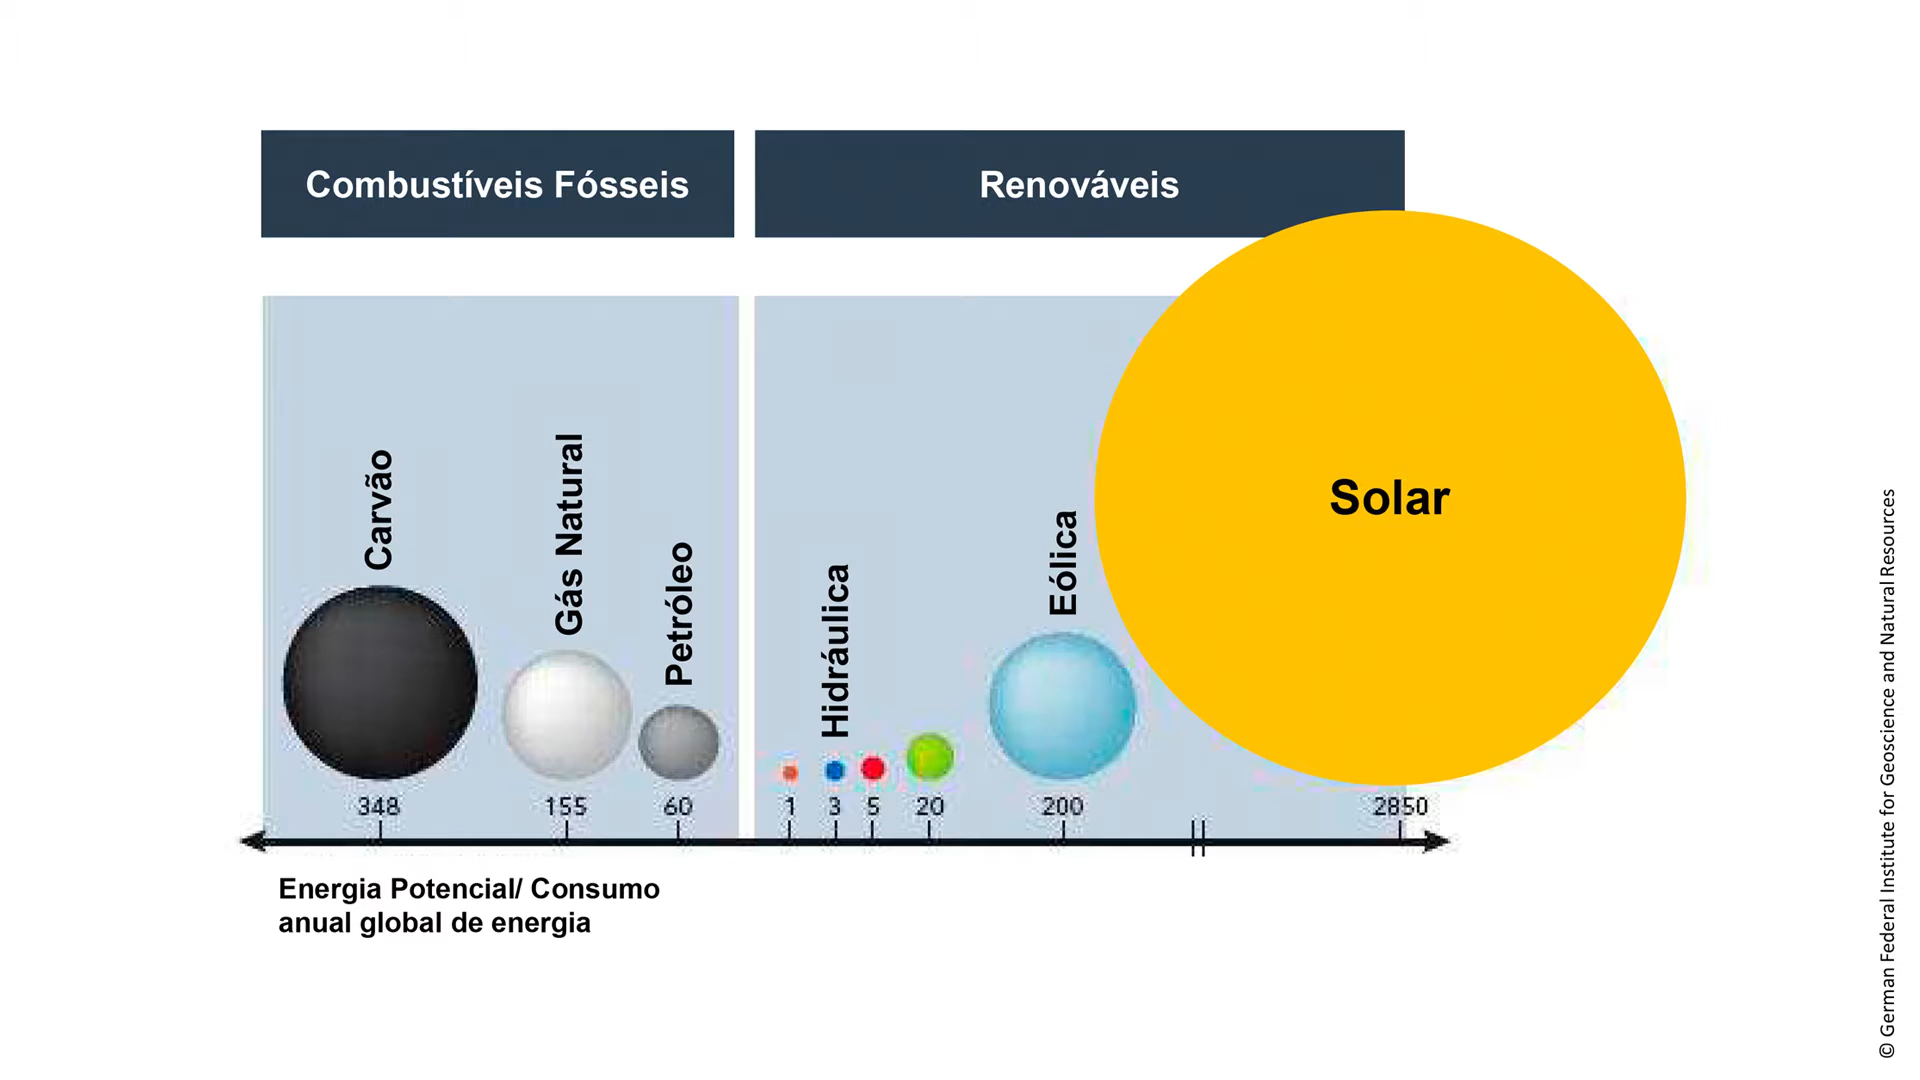 Combustíveis Fósseis
Renováveis
Carvão
Gás Natural
Petróleo
Hidráulica
Eólica
Solar
348
155
60
1
3
5
20
200
2850
Energia Potencial/ Consumo
anual global de energia
© German Federal Institute for Geoscience and Natural Resources